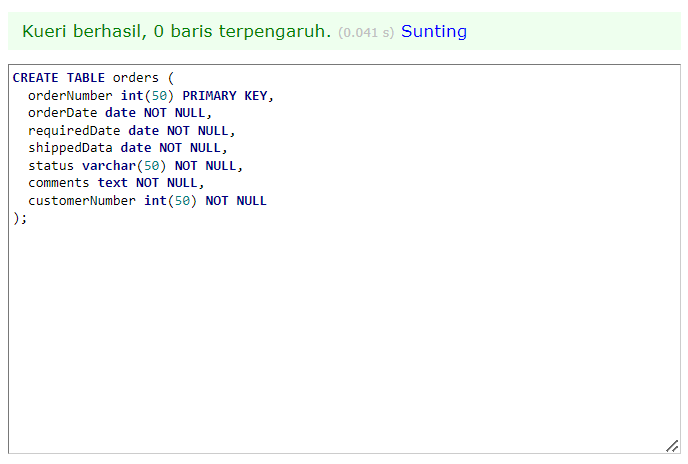 Kueri berhasil, 0 baris terpengaruh. (0.041 s) Sunting
CREATE TABLE orders (
orderNumber int(50) PRIMARY KEY,
orderDate date NOT NULL,
requiredDate date NOT NULL,
shippedData date NOT NULL,
status varchar(50) NOT NULL,
comments text NOT NULL,
customerNumber int(50) NOT NULL
);